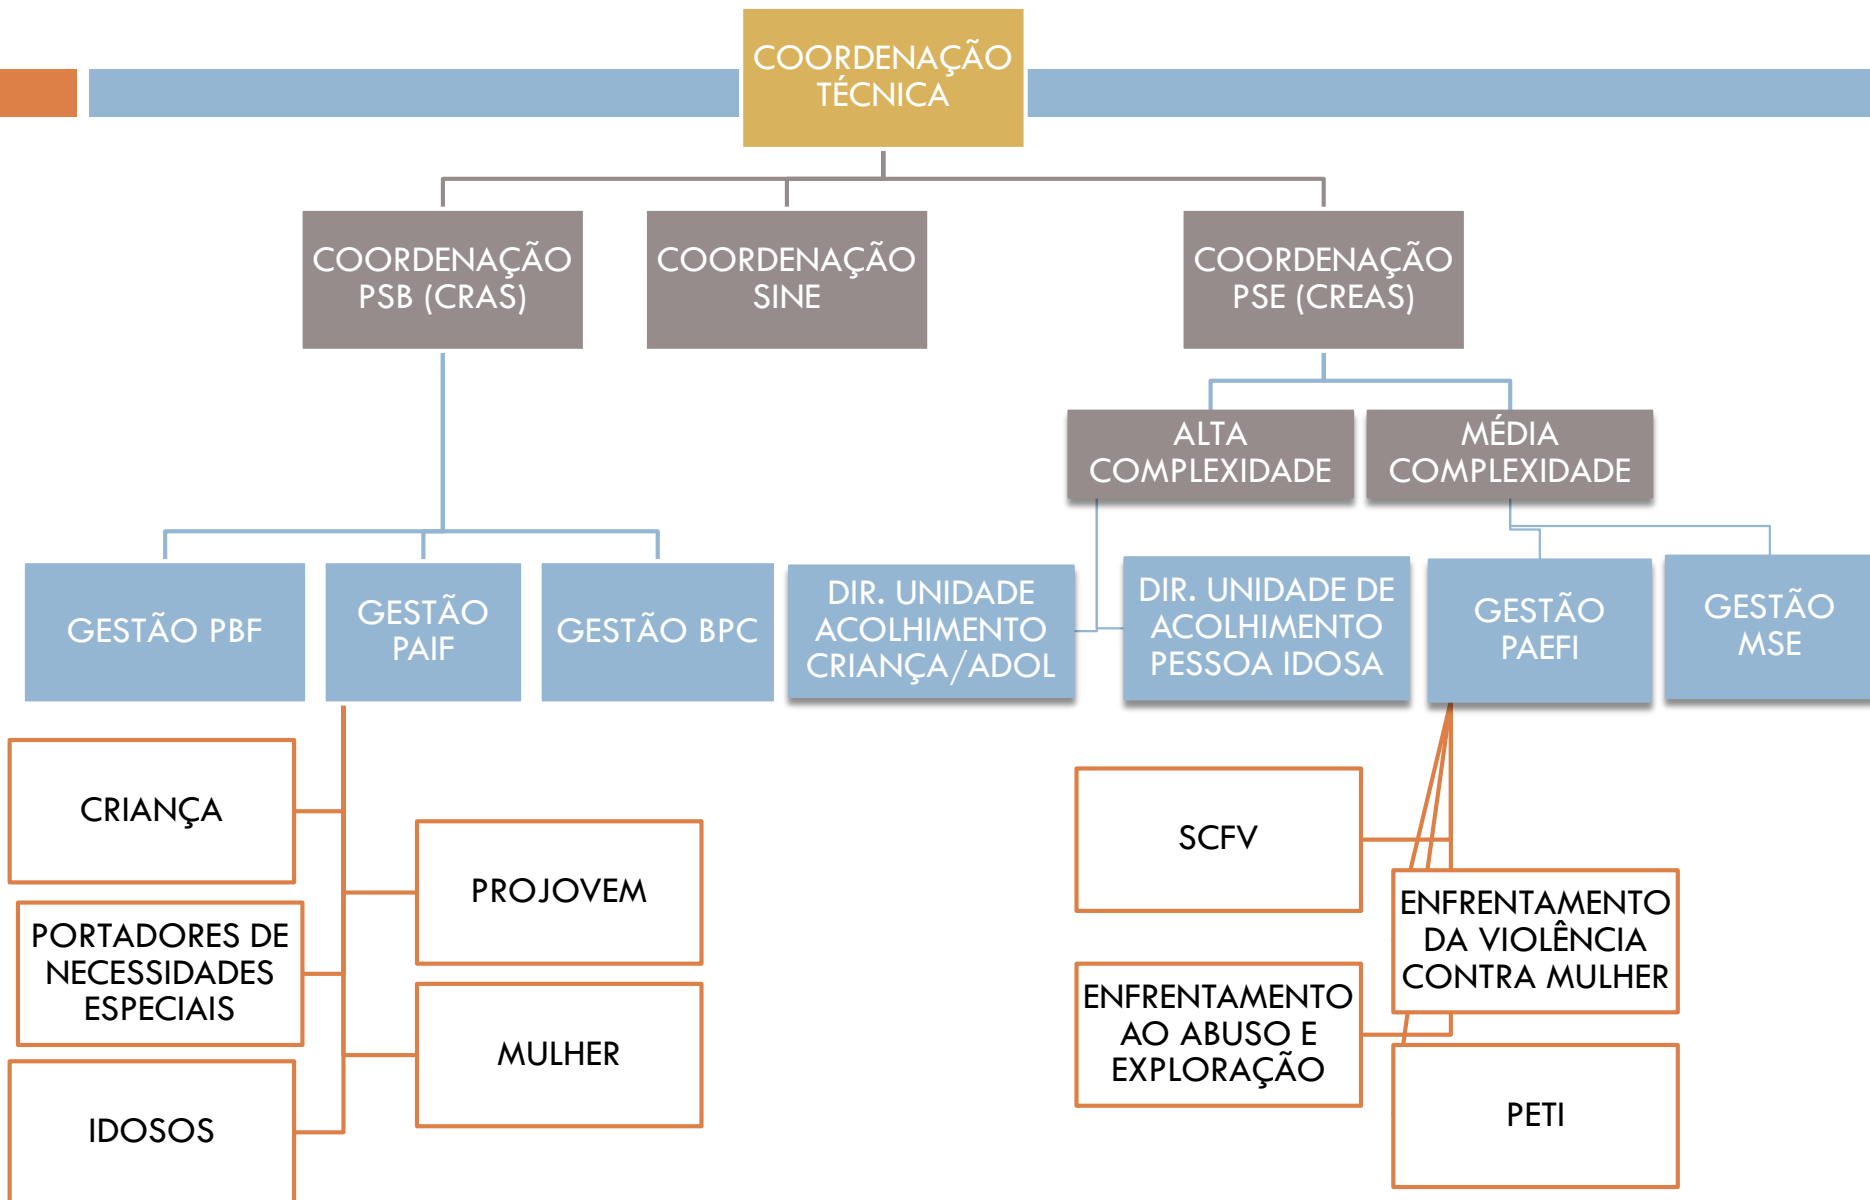 COORDENAÇÃO
TÉCNICA
COORDENAÇÃO
PSB (CRAS)
COORDENAÇÃO
SINE
COORDENAÇÃO
PSE (CREAS)
ALTA
COMPLEXIDADE
MÉDIA
COMPLEXIDADE
GESTÃO PBF
GESTÃO
PAIF
GESTÃO BPC
DIR. UNIDADE
ACOLHIMENTO
CRIANÇA/ADOL
DIR. UNIDADE DE
ACOLHIMENTO
PESSOA IDOSA
GESTÃO
PAEFI
GESTÃO
MSE
CRIANÇA
PROJOVEM
PORTADORES DE
NECESSIDADES
ESPECIAIS
MULHER
IDOSOS
SCFV
ENFRENTAMENTO
DA VIOLÊNCIA
CONTRA MULHER
ENFRENTAMENTO
AO ABUSO E
EXPLORAÇÃO
PETI